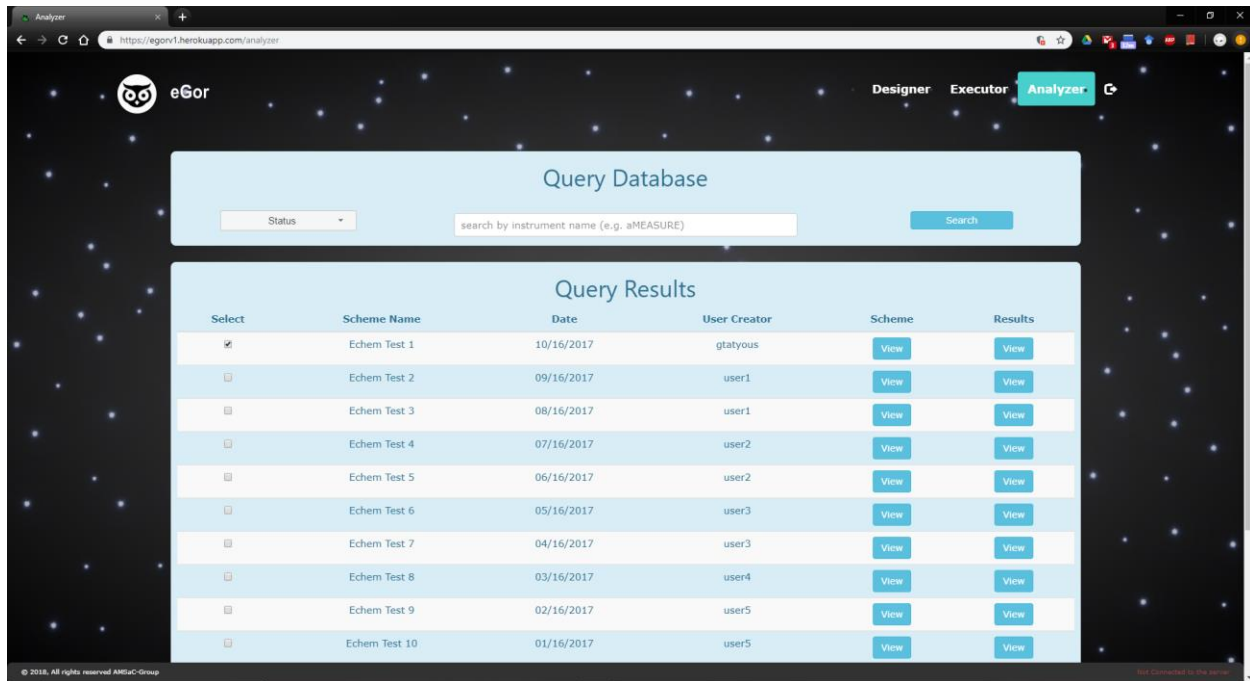 Analyzer
https://egorv1.herokuapp.com/analyzer
eGor
Designer Executor Analyzer
Query Database
Status
search by instrument name (e.g. aMEASURE)
Search
Query Results
Select Scheme Name Date User Creator Scheme Results
Echem Test 1 10/16/2017 gtatyous View View
Echem Test 2 09/16/2017 user1 View View
Echem Test 3 08/16/2017 user1 View View
Echem Test 4 07/16/2017 user2 View View
Echem Test 5 06/16/2017 user2 View View
Echem Test 6 05/16/2017 user3 View View
Echem Test 7 04/16/2017 user3 View View
Echem Test 8 03/16/2017 user4 View View
Echem Test 9 02/16/2017 user5 View View
Echem Test 10 01/16/2017 user5 View View
© 2018, All rights reserved AMSaC-Group
Not Connected to the server